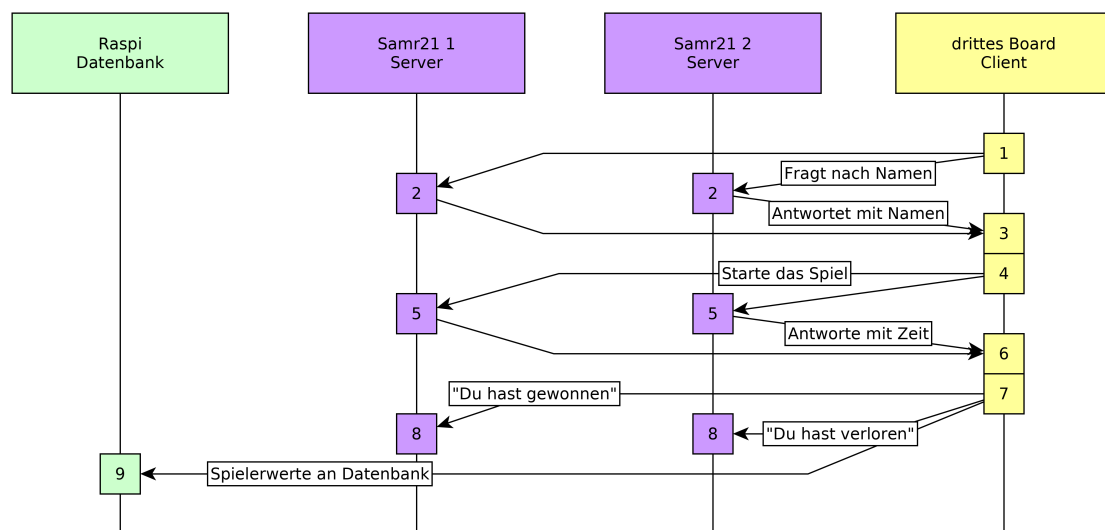 Raspi
Datenbank
Samr21 1
Server
Samr21 2
Server
drittes Board
Client
1
Fragt nach Namen
2
2
Antwortet mit Namen
3
Starte das Spiel
4
5
5
Antworte mit Zeit
6
"Du hast gewonnen"
7
8
8
"Du hast verloren"
9
Spielerwerte an Datenbank